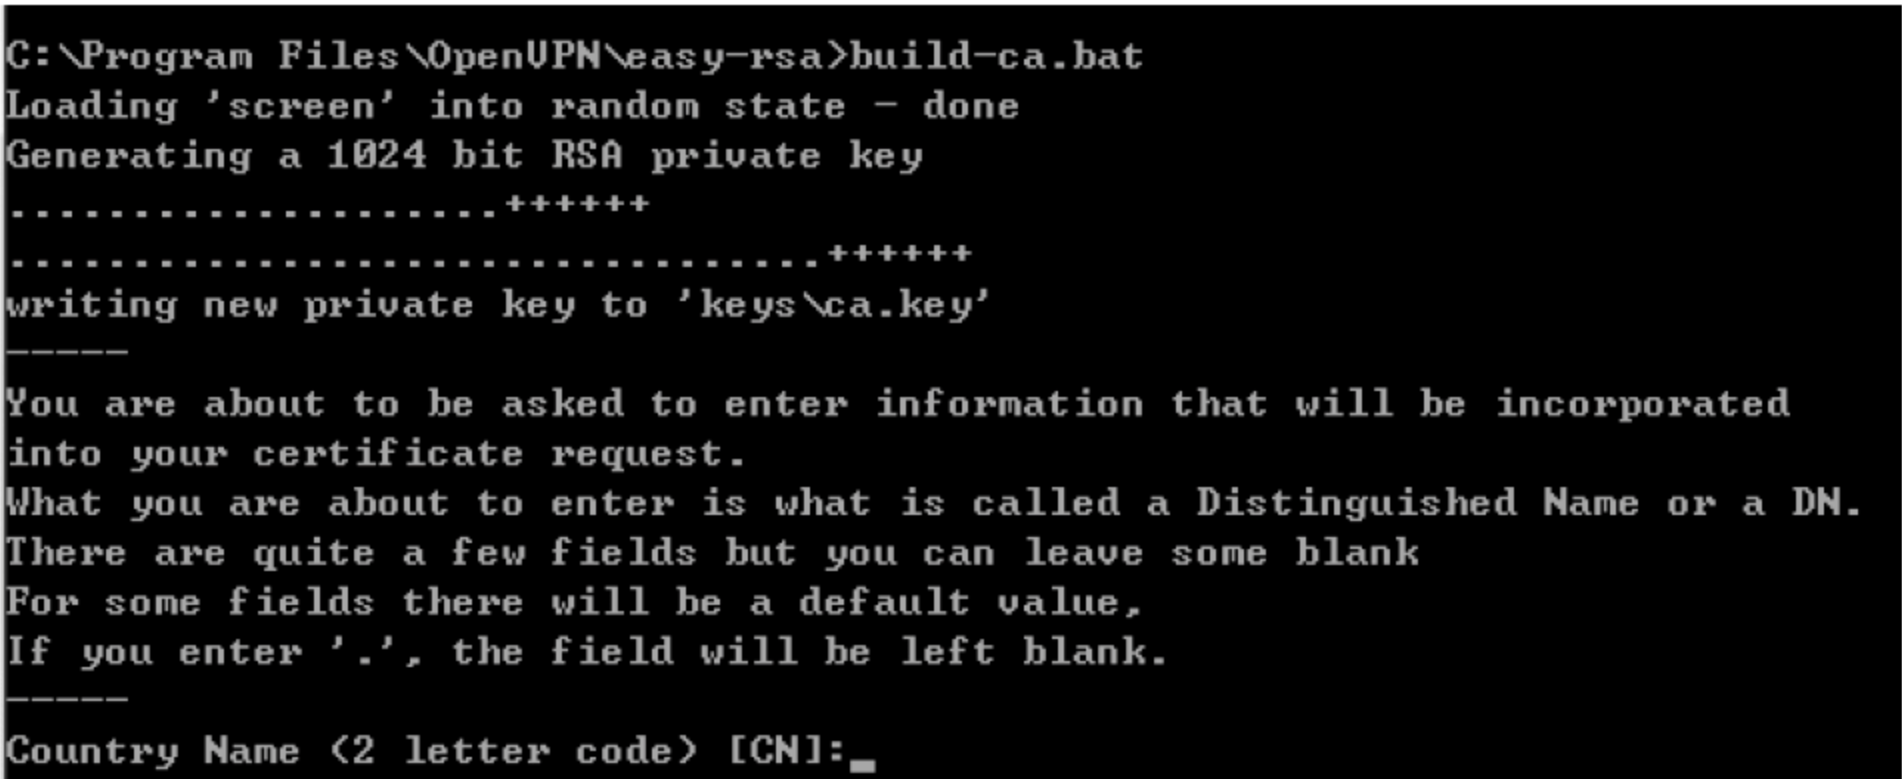 C:\Program Files\OpenVPN\easy-rsa>build-ca.bat
Loading 'screen' into random state - done
Generating a 1024 bit RSA private key
....................++++++
.................................++++++
writing new private key to 'keys\ca.key'
-----
You are about to be asked to enter information that will be incorporated
into your certificate request.
What you are about to enter is what is called a Distinguished Name or a DN.
There are quite a few fields but you can leave some blank
For some fields there will be a default value,
If you enter '.', the field will be left blank.
-----
Country Name (2 letter code) [CN]:_